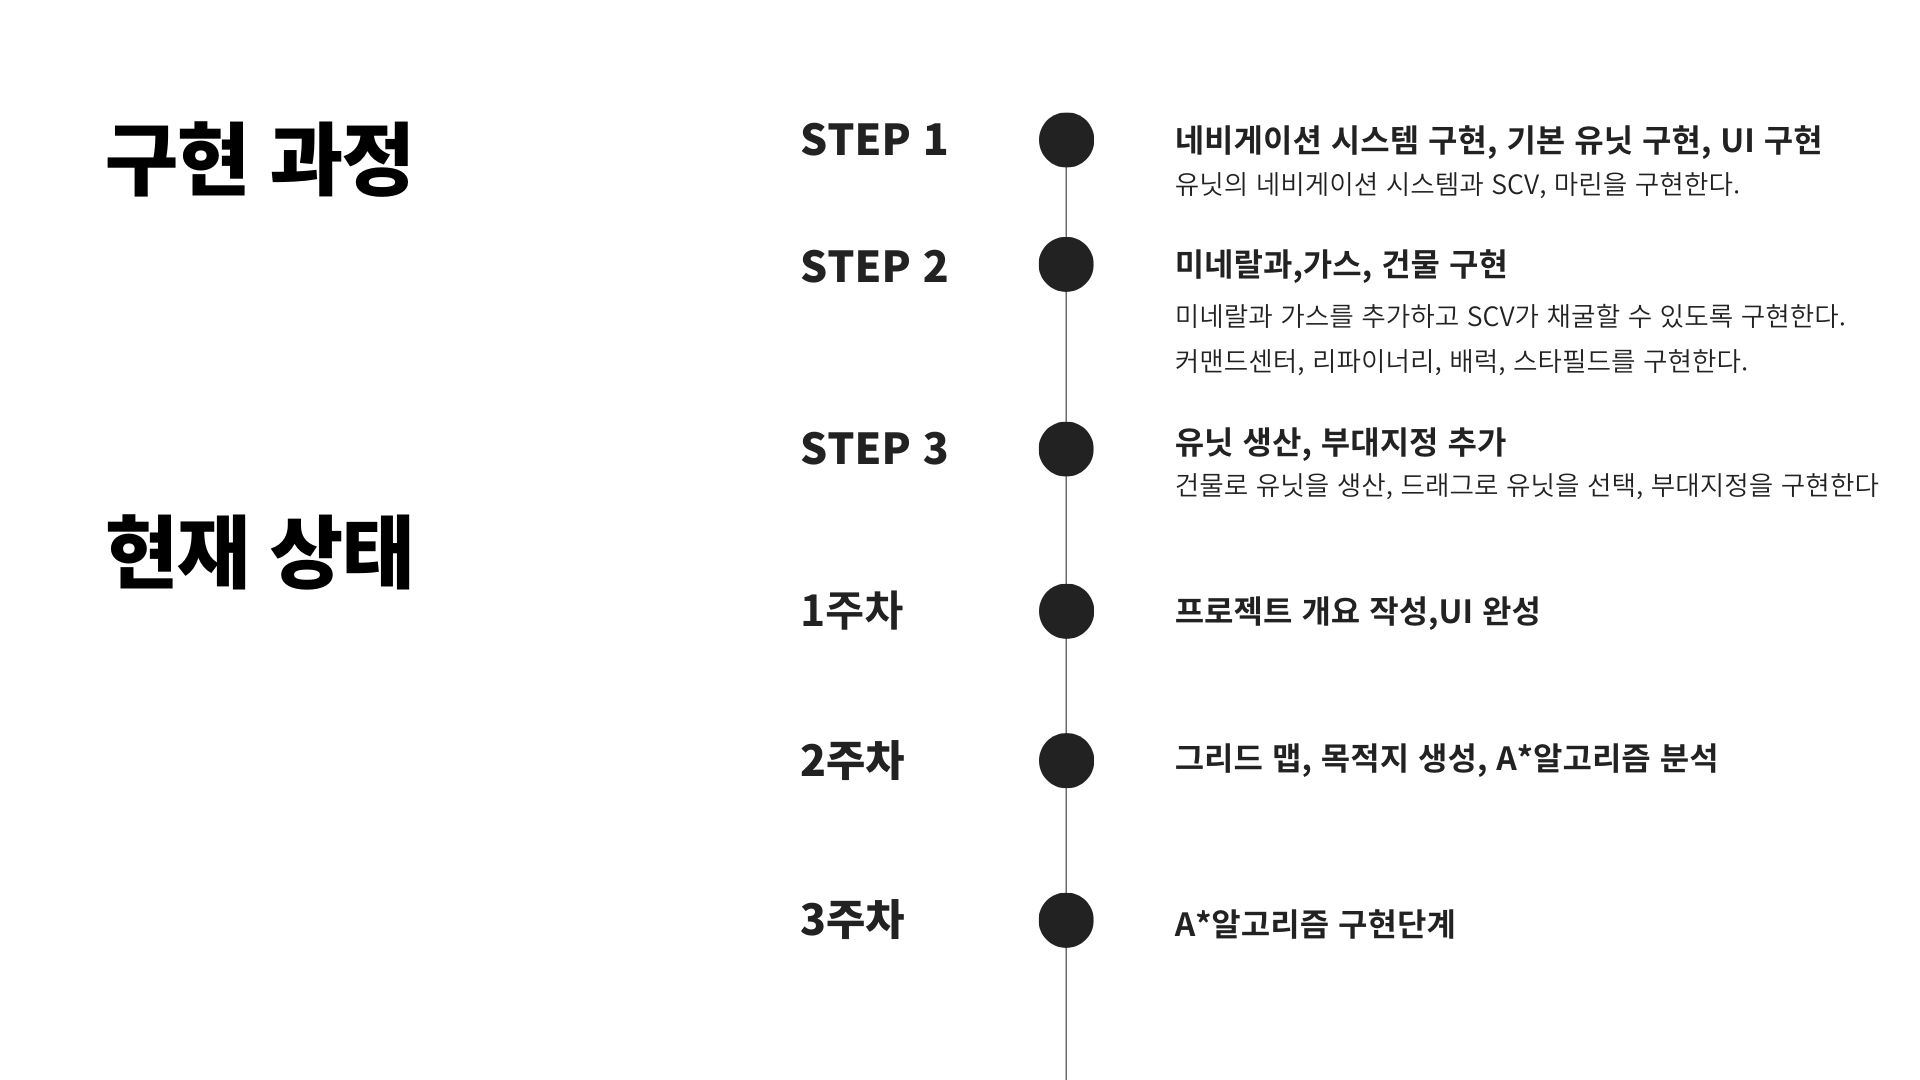 구현 과정
STEP 1
네비게이션 시스템 구현, 기본 유닛 구현, UI 구현
유닛의 네비게이션 시스템과 SCV, 마린을 구현한다.
STEP 2
미네랄과,가스, 건물 구현
미네랄과 가스를 추가하고 SCV가 채굴할 수 있도록 구현한다.
커맨드센터, 리파이너리, 배럭, 스타필드를 구현한다.
STEP 3
유닛 생산, 부대지정 추가
건물로 유닛을 생산, 드래그로 유닛을 선택, 부대지정을 구현한다
현재 상태
1주차
프로젝트 개요 작성,UI 완성
2주차
그리드 맵, 목적지 생성, A*알고리즘 분석
3주차
A*알고리즘 구현단계